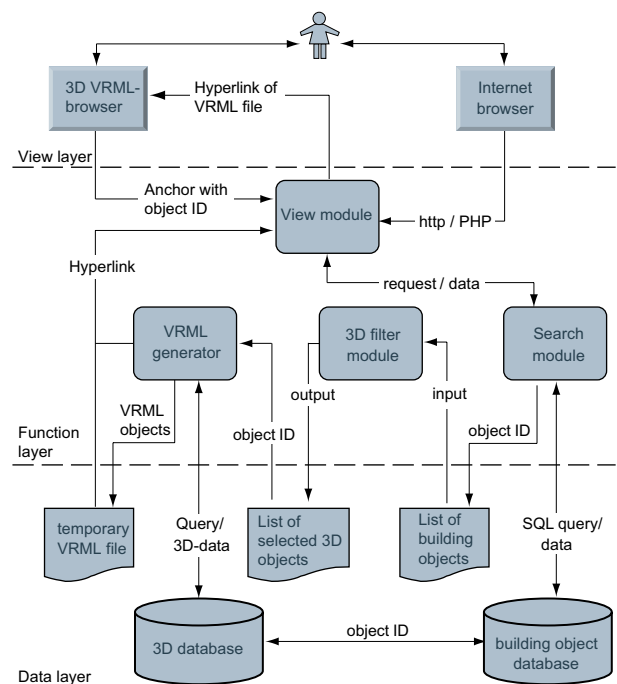 3D VRML-
browser
Hyperlink of
VRML file
Internet
browser
View layer
Anchor with
object ID
View module
http / PHP
Hyperlink
request / data
VRML
generator
3D filter
module
Search
module
VRML
objects
object ID
output
input
object ID
Function
layer
temporary
VRML file
Query/
3D-data
List of
selected 3D
objects
List of
building
objects
SQL query/
data
3D database
object ID
building object
database
Data layer